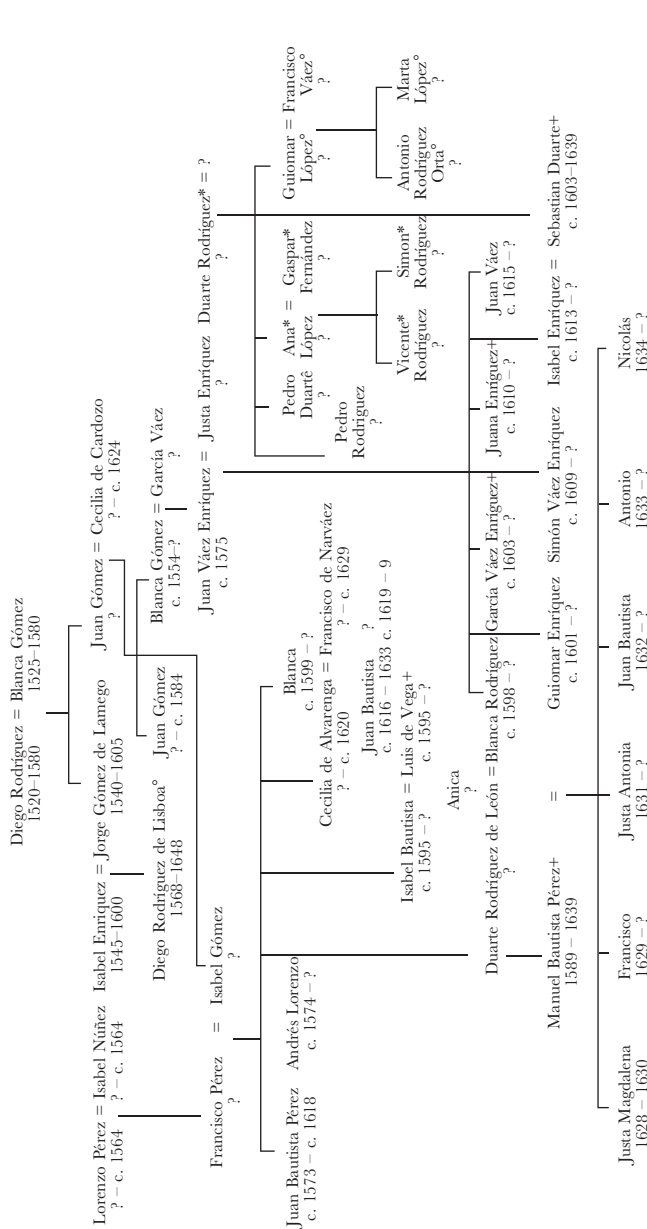 Diego Rodríguez = Blanca Gómez
1520–1580 1525–1580
Lorenzo Pérez = Isabel Núñez
? – c. 1564 ? – c. 1564
Isabel Enriquez = Jorge Gómez de Lamego
1545–1600 1540–1605
Juan Gómez = Cecilia de Cardozo
? ? – c. 1624
Diego Rodríguez de Lisboa°
1568–1648
Juan Gómez
? – c. 1584
Blanca Gómez = García Váez
c. 1554–? ?
Francisco Pérez = Isabel Gómez
? ?
Juan Váez Enríquez = Justa Enríquez
c. 1575 ?
Duarte Rodríguez* = ?
?
Juan Bautista Pérez
c. 1573 – c. 1618
Andrés Lorenzo
c. 1574 – ?
Blanca
c. 1599 – ?
Cecilia de Alvarenga = Francisco de Narváez
? – c. 1620 ? – c. 1629
Juan Bautista ?
c. 1616 – 1633 c. 1619 – 9
Isabel Bautista = Luis de Vega+
c. 1595 – ? c. 1595 – ?
Anica
?
Pedro
Rodriguez
?
Pedro
Duartê
?
Ana* = Gaspar*
López Fernández
? ?
Guiomar = Francisco
López° Váez°
? ?
Vicente*
Rodríguez
?
Simon*
Rodríguez
?
Antonio
Rodríguez
Orta°
?
Marta
López°
?
Duarte Rodríguez de León = Blanca Rodríguez
? c. 1598 – ?
García Váez Enríguez+
c. 1603 – ?
Juana Enríguez+
c. 1610 – ?
Juan Váez
c. 1615 – ?
Manuel Bautista Pérez+ = Guiomar Enríquez
1589 – 1639 c. 1601 – ?
Simón Váez Enríquez
c. 1609 – ?
Isabel Enríquez = Sebastian Duarte+
c. 1613 – ? c. 1603–1639
Justa Magdalena
1628 – 1630
Francisco
1629 – ?
Justa Antonia
1631 – ?
Juan Bautista
1632 – ?
Antonio
1633 – ?
Nicolás
1634 – ?